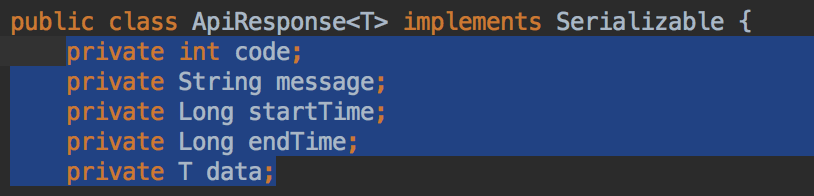 public class ApiResponse<T> implements Serializable {
    private int code;
    private String message;
    private Long startTime;
    private Long endTime;
    private T data;